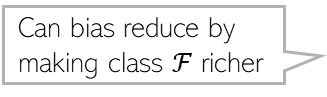 Can bias reduce by
making class 𝓕 richer